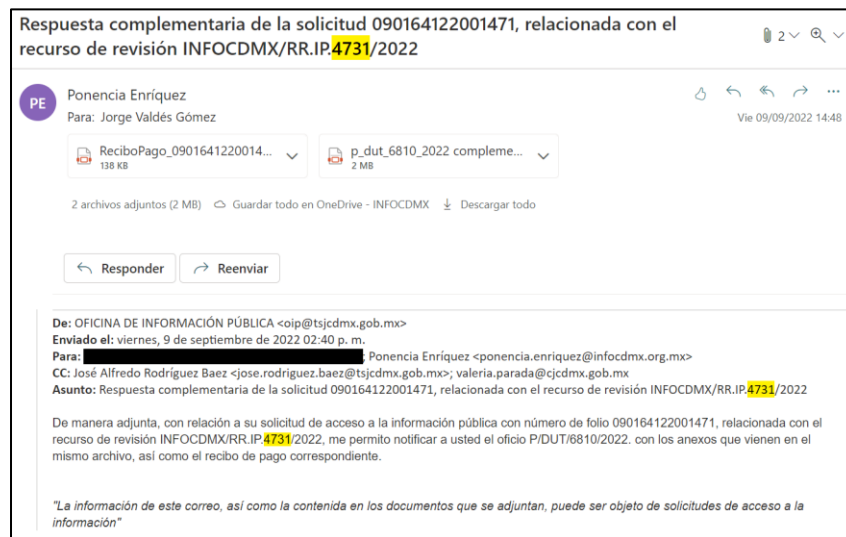 Respuesta complementaria de la solicitud 090164122001471, relacionada con el
recurso de revisión INFOCDMX/RR.IP.4731/2022
2
PE
Ponencia Enríquez
Para: Jorge Valdés Gómez
Vie 09/09/2022 14:48
ReciboPago_0901641220014...
138 KB
p_dut_6810_2022 compleme...
2 MB
2 archivos adjuntos (2 MB) Guardar todo en OneDrive - INFOCDMX Descargar todo
Responder
Reenviar
De: OFICINA DE INFORMACIÓN PÚBLICA <oip@tsjcdmx.gob.mx>
Enviado el: viernes, 9 de septiembre de 2022 02:40 p. m.
Para: ; Ponencia Enríquez <ponencia.enriquez@infocdmx.org.mx>
CC: José Alfredo Rodríguez Baez <jose.rodriguez.baez@tsjcdmx.gob.mx>; valeria.parada@cjcdmx.gob.mx
Asunto: Respuesta complementaria de la solicitud 090164122001471, relacionada con el recurso de revisión INFOCDMX/RR.IP.4731/2022
De manera adjunta, con relación a su solicitud de acceso a la información pública con número de folio 090164122001471, relacionada con el
recurso de revisión INFOCDMX/RR.IP.4731/2022, me permito notificar a usted el oficio P/DUT/6810/2022. con los anexos que vienen en el
mismo archivo, así como el recibo de pago correspondiente.
"La información de este correo, así como la contenida en los documentos que se adjuntan, puede ser objeto de solicitudes de acceso a la
información"